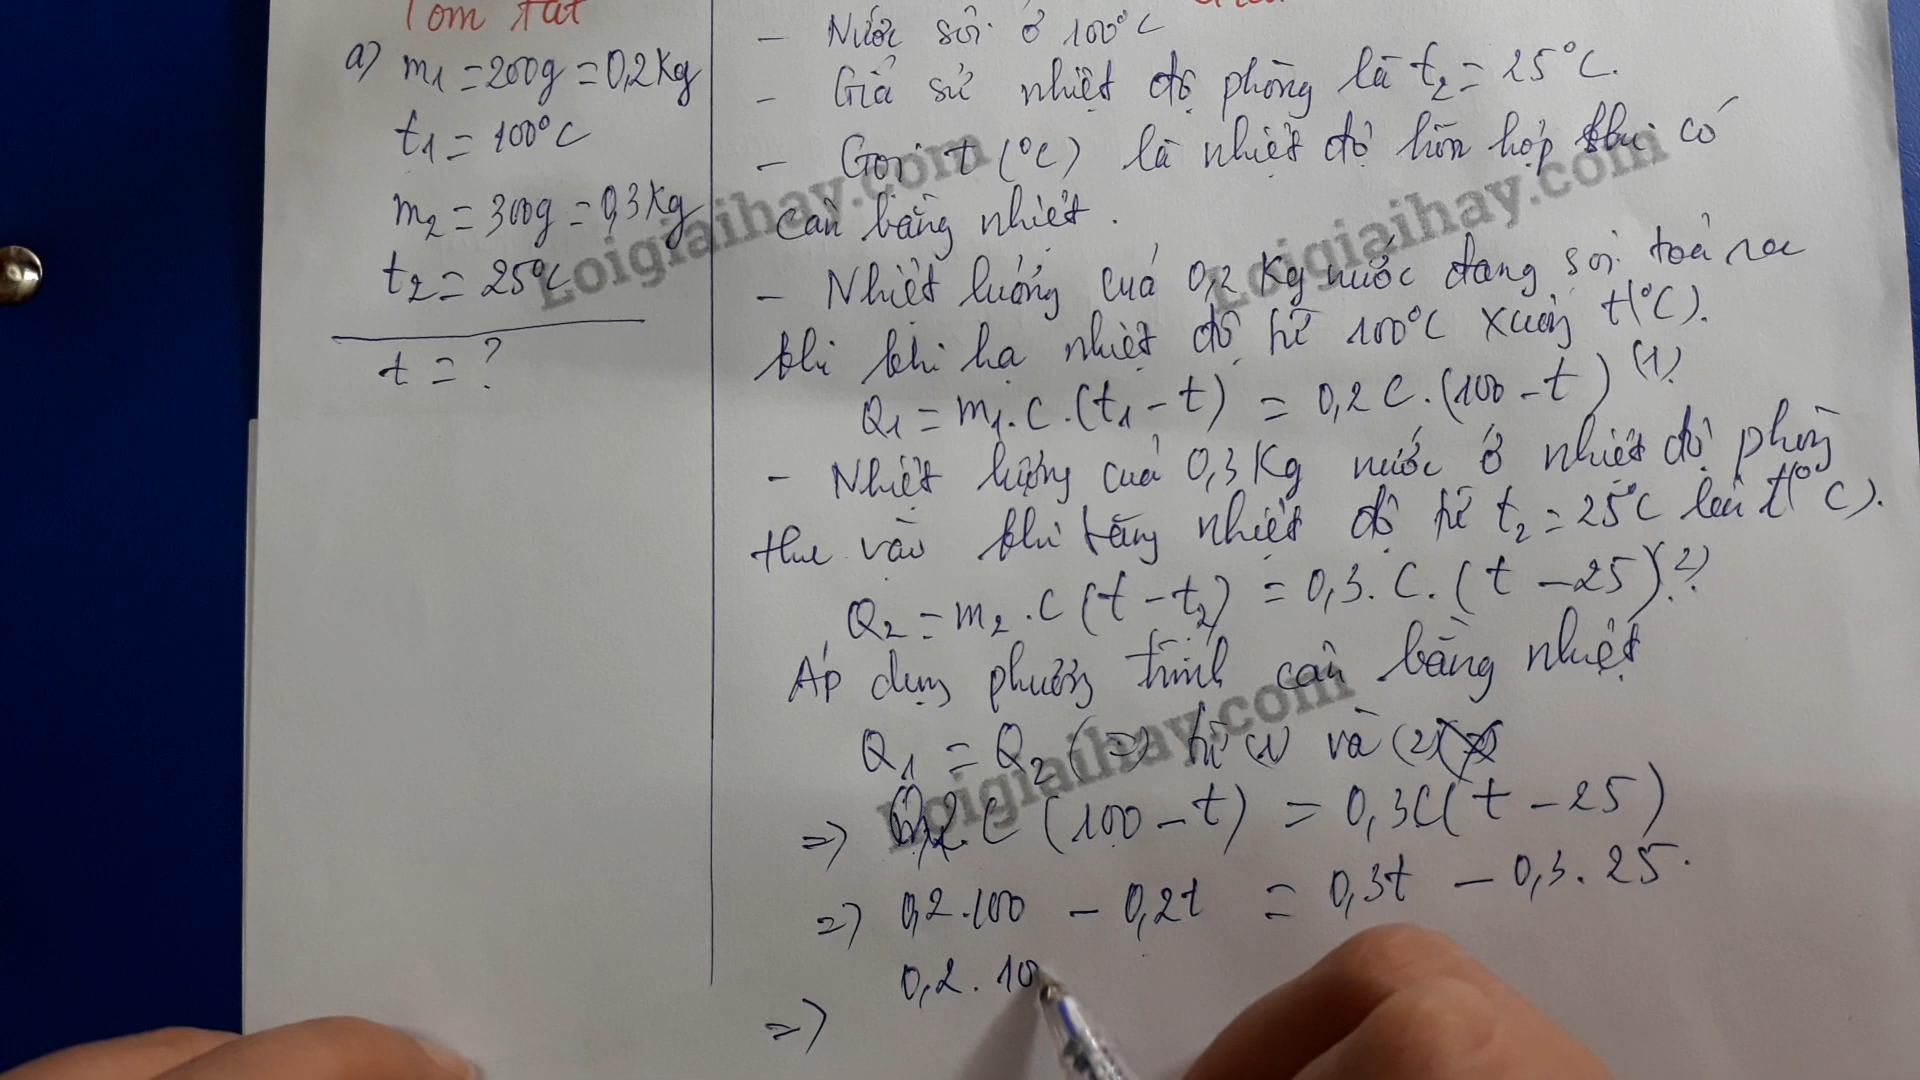 Tóm tắt
a) m1 = 200g = 0,2 Kg
t1 = 100°C
m2 = 300g = 0,3 Kg
t2 = 25°C
t = ?
- Nước sôi ở 100°C
- Giả sử nhiệt độ phòng là t2 = 25°C.
- Gọi t (°C) là nhiệt độ hỗn hợp khi có
cân bằng nhiệt.
- Nhiệt lượng của 0,2 Kg nước đang sôi toả ra
khi khi hạ nhiệt độ từ 100°C xuống t(°C).
Q1 = m1.C.(t1 - t) = 0,2 C.(100 - t) (1)
- Nhiệt lượng của 0,3 Kg nước ở nhiệt độ phòng
thu vào khi tăng nhiệt độ từ t2 = 25°C lên t(°C).
Q2 = m2.C(t - t2) = 0,3.C.(t - 25) (2)
Áp dụng phương trình cân bằng nhiệt
Q1 = Q2 (=) từ (1) và (2)
=) 0,2.C (100 - t) = 0,3C(t - 25)
=) 0,2.100 - 0,2t = 0,3t - 0,3.25.
0,2.10
=)
Loigiaihay.com
Loigiaihay.com
Loigiaihay.com